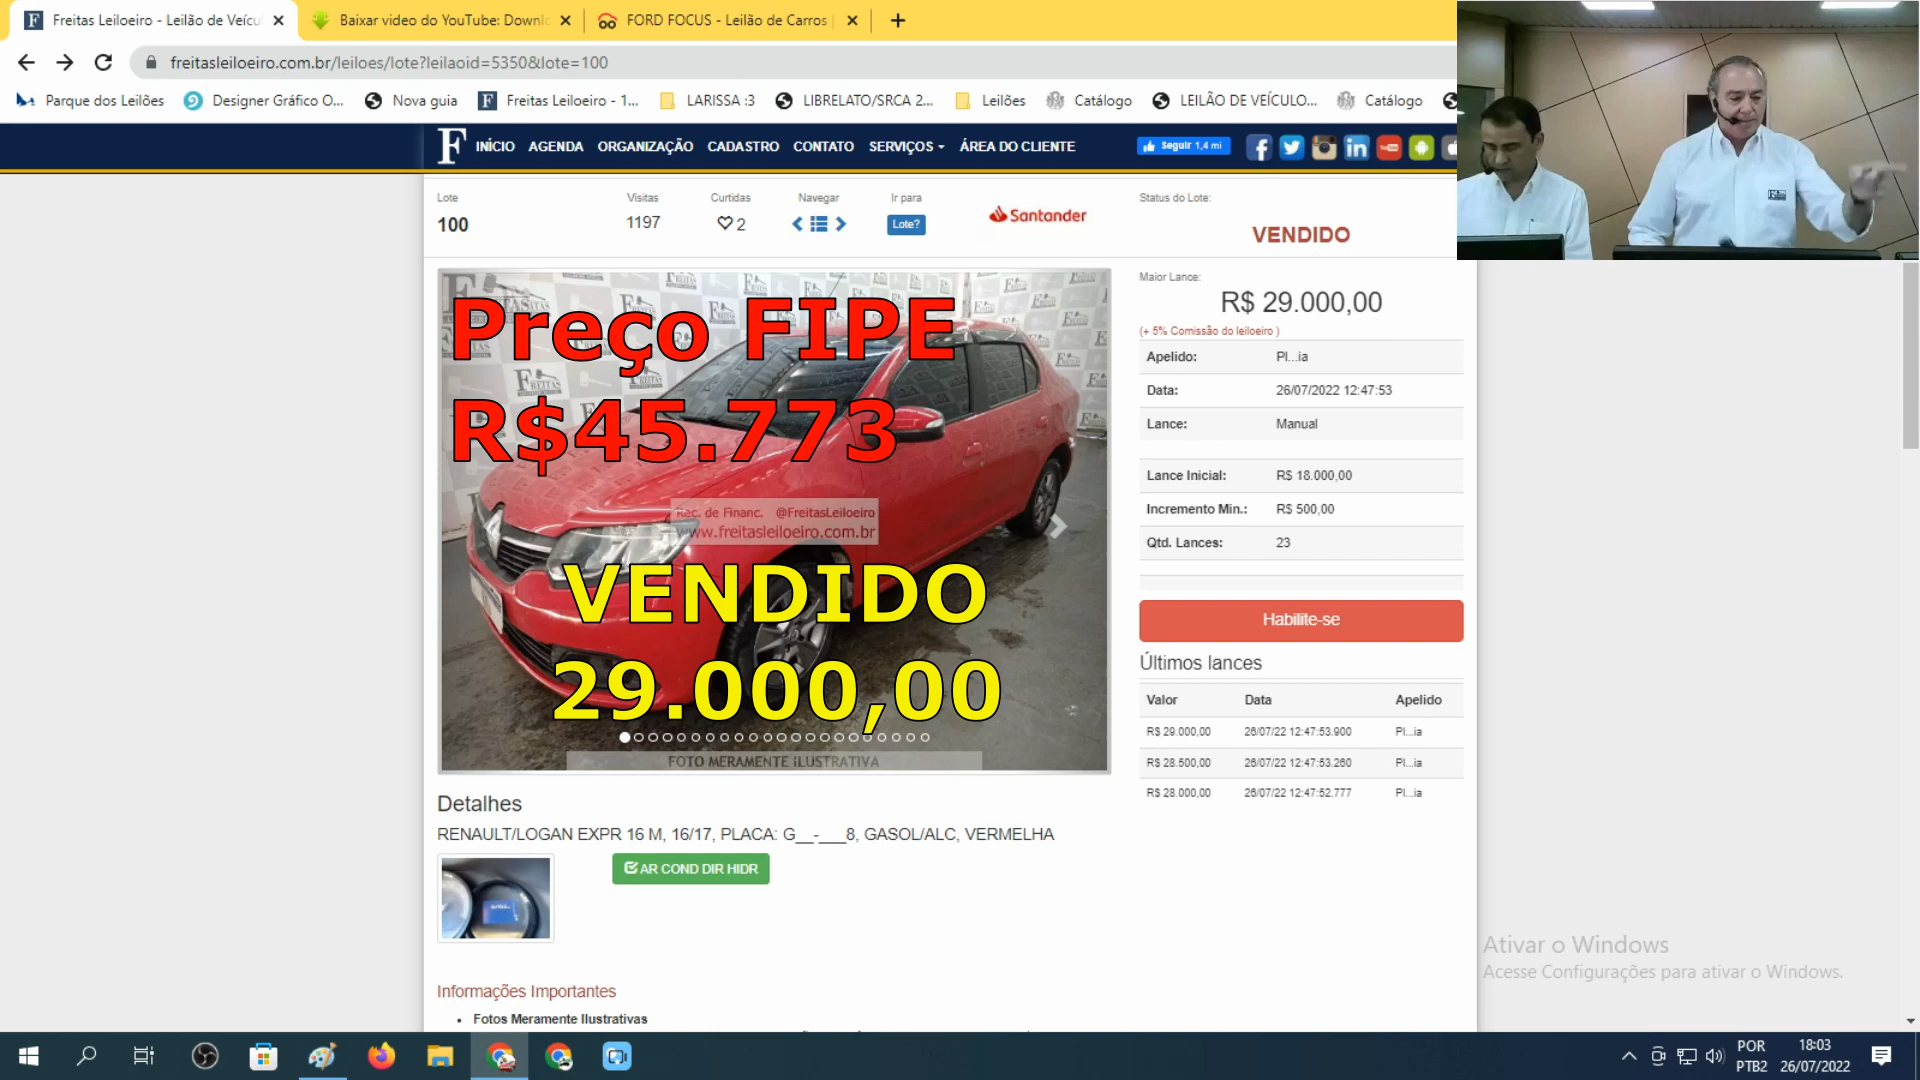 Freitas Leiloeiro - Leilão de Veícu
Baixar video do YouTube: Downl
FORD FOCUS - Leilão de Carros
freitasleiloeiro.com.br/leiloes/lote?leilaoid=5350&lote=100
Parque dos Leilões
Designer Gráfico O...
Nova guia
Freitas Leiloeiro - 1...
LARISSA :3
LIBRELATO/SRCA 2...
Leilões
Catálogo
LEILÃO DE VEÍCULO...
Catálogo
F INÍCIO AGENDA ORGANIZAÇÃO CADASTRO CONTATO SERVIÇOS ÁREA DO CLIENTE
Seguir 1,4 mi
Lote
Visitas
Curtidas
Navegar
Ir para
Status do Lote:
100
1197
2
Lote?
Santander
VENDIDO
Preço FIPE
R$45.773
Rec. de Financ. @FreitasLeiloeiro
www.freitasleiloeiro.com.br
VENDIDO
29.000,00
FOTO MERAMENTE ILUSTRATIVA
Maior Lance:
R$ 29.000,00
(+ 5% Comissão do leiloeiro )
Apelido: Pl...ia
Data: 26/07/2022 12:47:53
Lance: Manual
Lance Inicial: R$ 18.000,00
Incremento Min.: R$ 500,00
Qtd. Lances: 23
Habilite-se
Últimos lances
Valor Data Apelido
R$ 29.000,00 26/07/22 12:47:53.900 Pl...ia
R$ 28.500,00 26/07/22 12:47:53.260 Pl...ia
R$ 28.000,00 26/07/22 12:47:52.777 Pl...ia
Detalhes
RENAULT/LOGAN EXPR 16 M, 16/17, PLACA: G__-___8, GASOL/ALC, VERMELHA
AR COND DIR HIDR
Informações Importantes
Fotos Meramente Ilustrativas
Ativar o Windows
Acesse Configurações para ativar o Windows.
POR
PTB2
18:03
26/07/2022